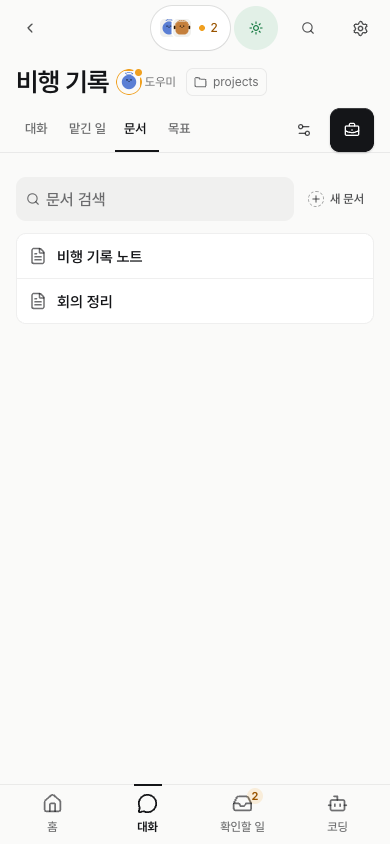 2
비행 기록 도우미 projects
대화 맡긴 일 문서 목표
문서 검색 새 문서
비행 기록 노트
회의 정리
2
홈 대화 확인할 일 코딩